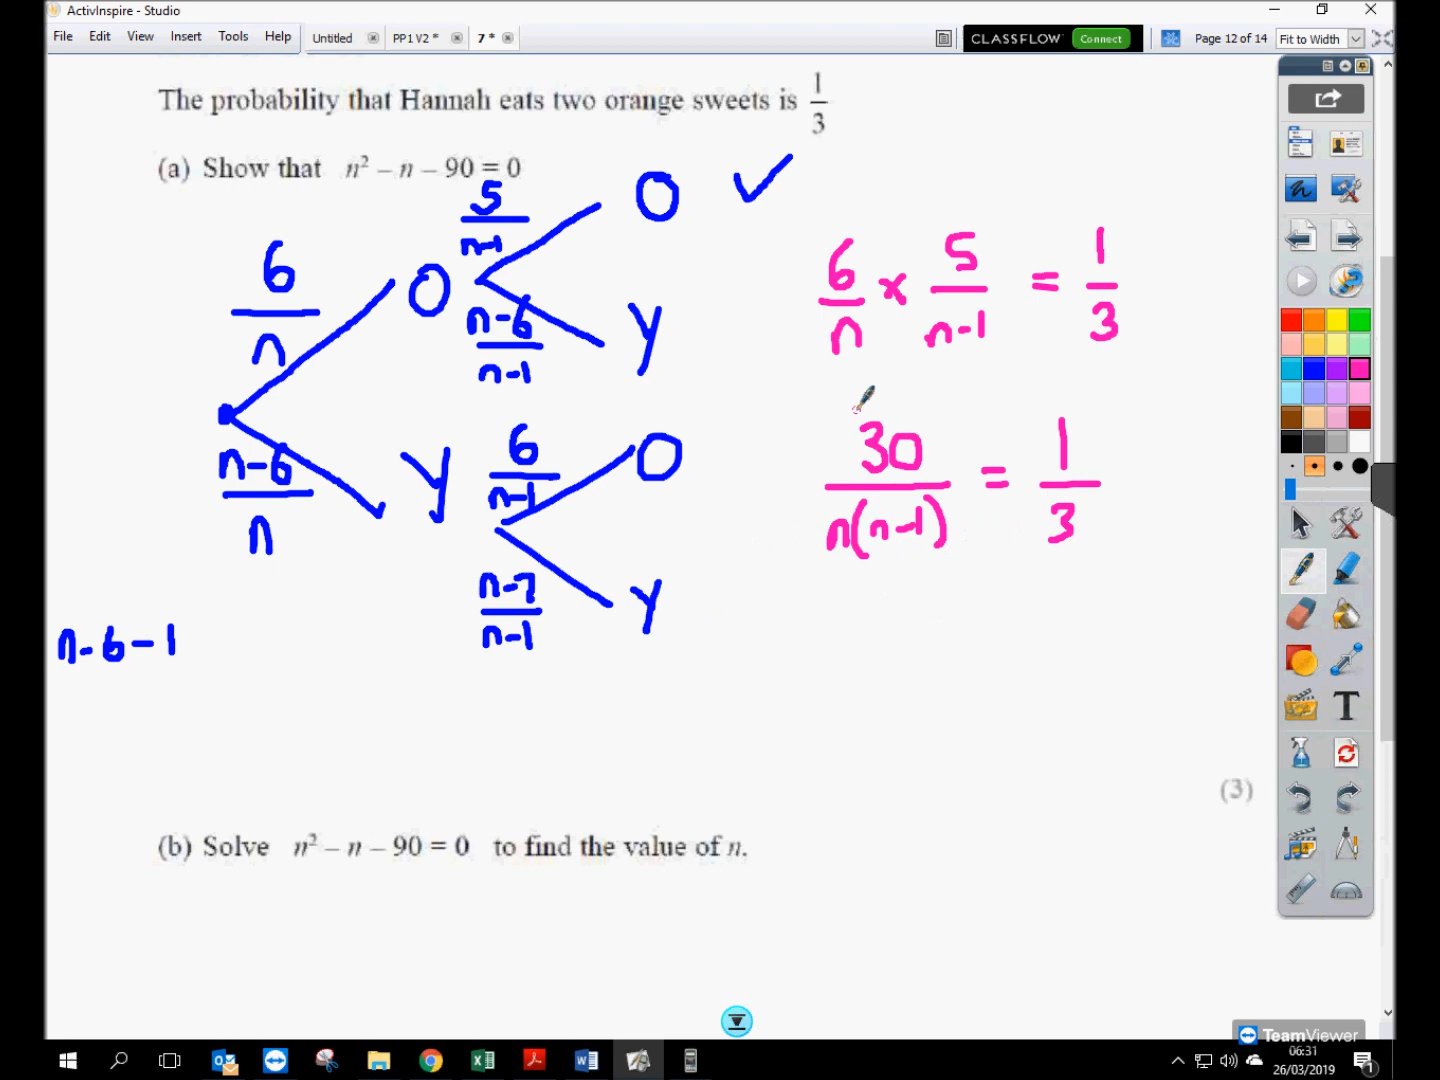 ActivInspire - Studio
File Edit View Insert Tools Help Untitled PP1 V2 * 7 * CLASSFLOW Connect Page 12 of 14 Fit to Width
The probability that Hannah eats two orange sweets is 1/3
(a) Show that n² – n – 90 = 0
6/n O 5/n-1 O ✓
n-6/n-1 y
n-6/n y 6/n-1 O
n-7/n-1 y
n-6-1
6/n × 5/n-1 = 1/3
30/n(n-1) = 1/3
(3)
(b) Solve n² – n – 90 = 0 to find the value of n.
TeamViewer
06:31
26/03/2019
1